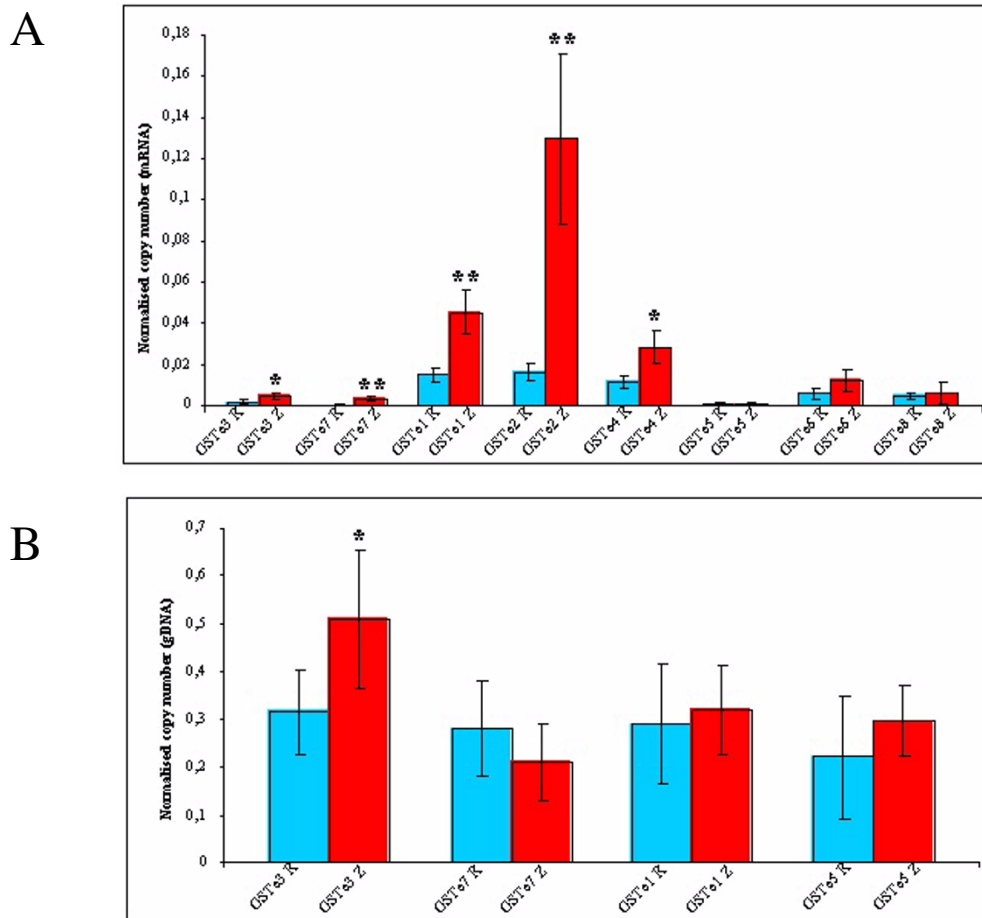 A
Normalised copy number (mRNA)
0,18
0,16
0,14
0,12
0,1
0,08
0,06
0,04
0,02
0
** 
**
*
*
**
GSTe3 R
GSTe3 Z
GSTe7 R
GSTe7 Z
GSTe1 R
GSTe1 Z
GSTe2 R
GSTe2 Z
GSTe4 R
GSTe4 Z
GSTe5 R
GSTe5 Z
GSTe6 R
GSTe6 Z
GSTe8 R
GSTe8 Z
B
Normalised copy number (gDNA)
0,7
0,6
0,5
0,4
0,3
0,2
0,1
0
*
GSTe3 R
GSTe3 Z
GSTe7 R
GSTe7 Z
GSTe1 R
GSTe1 Z
GSTe5 R
GSTe5 Z